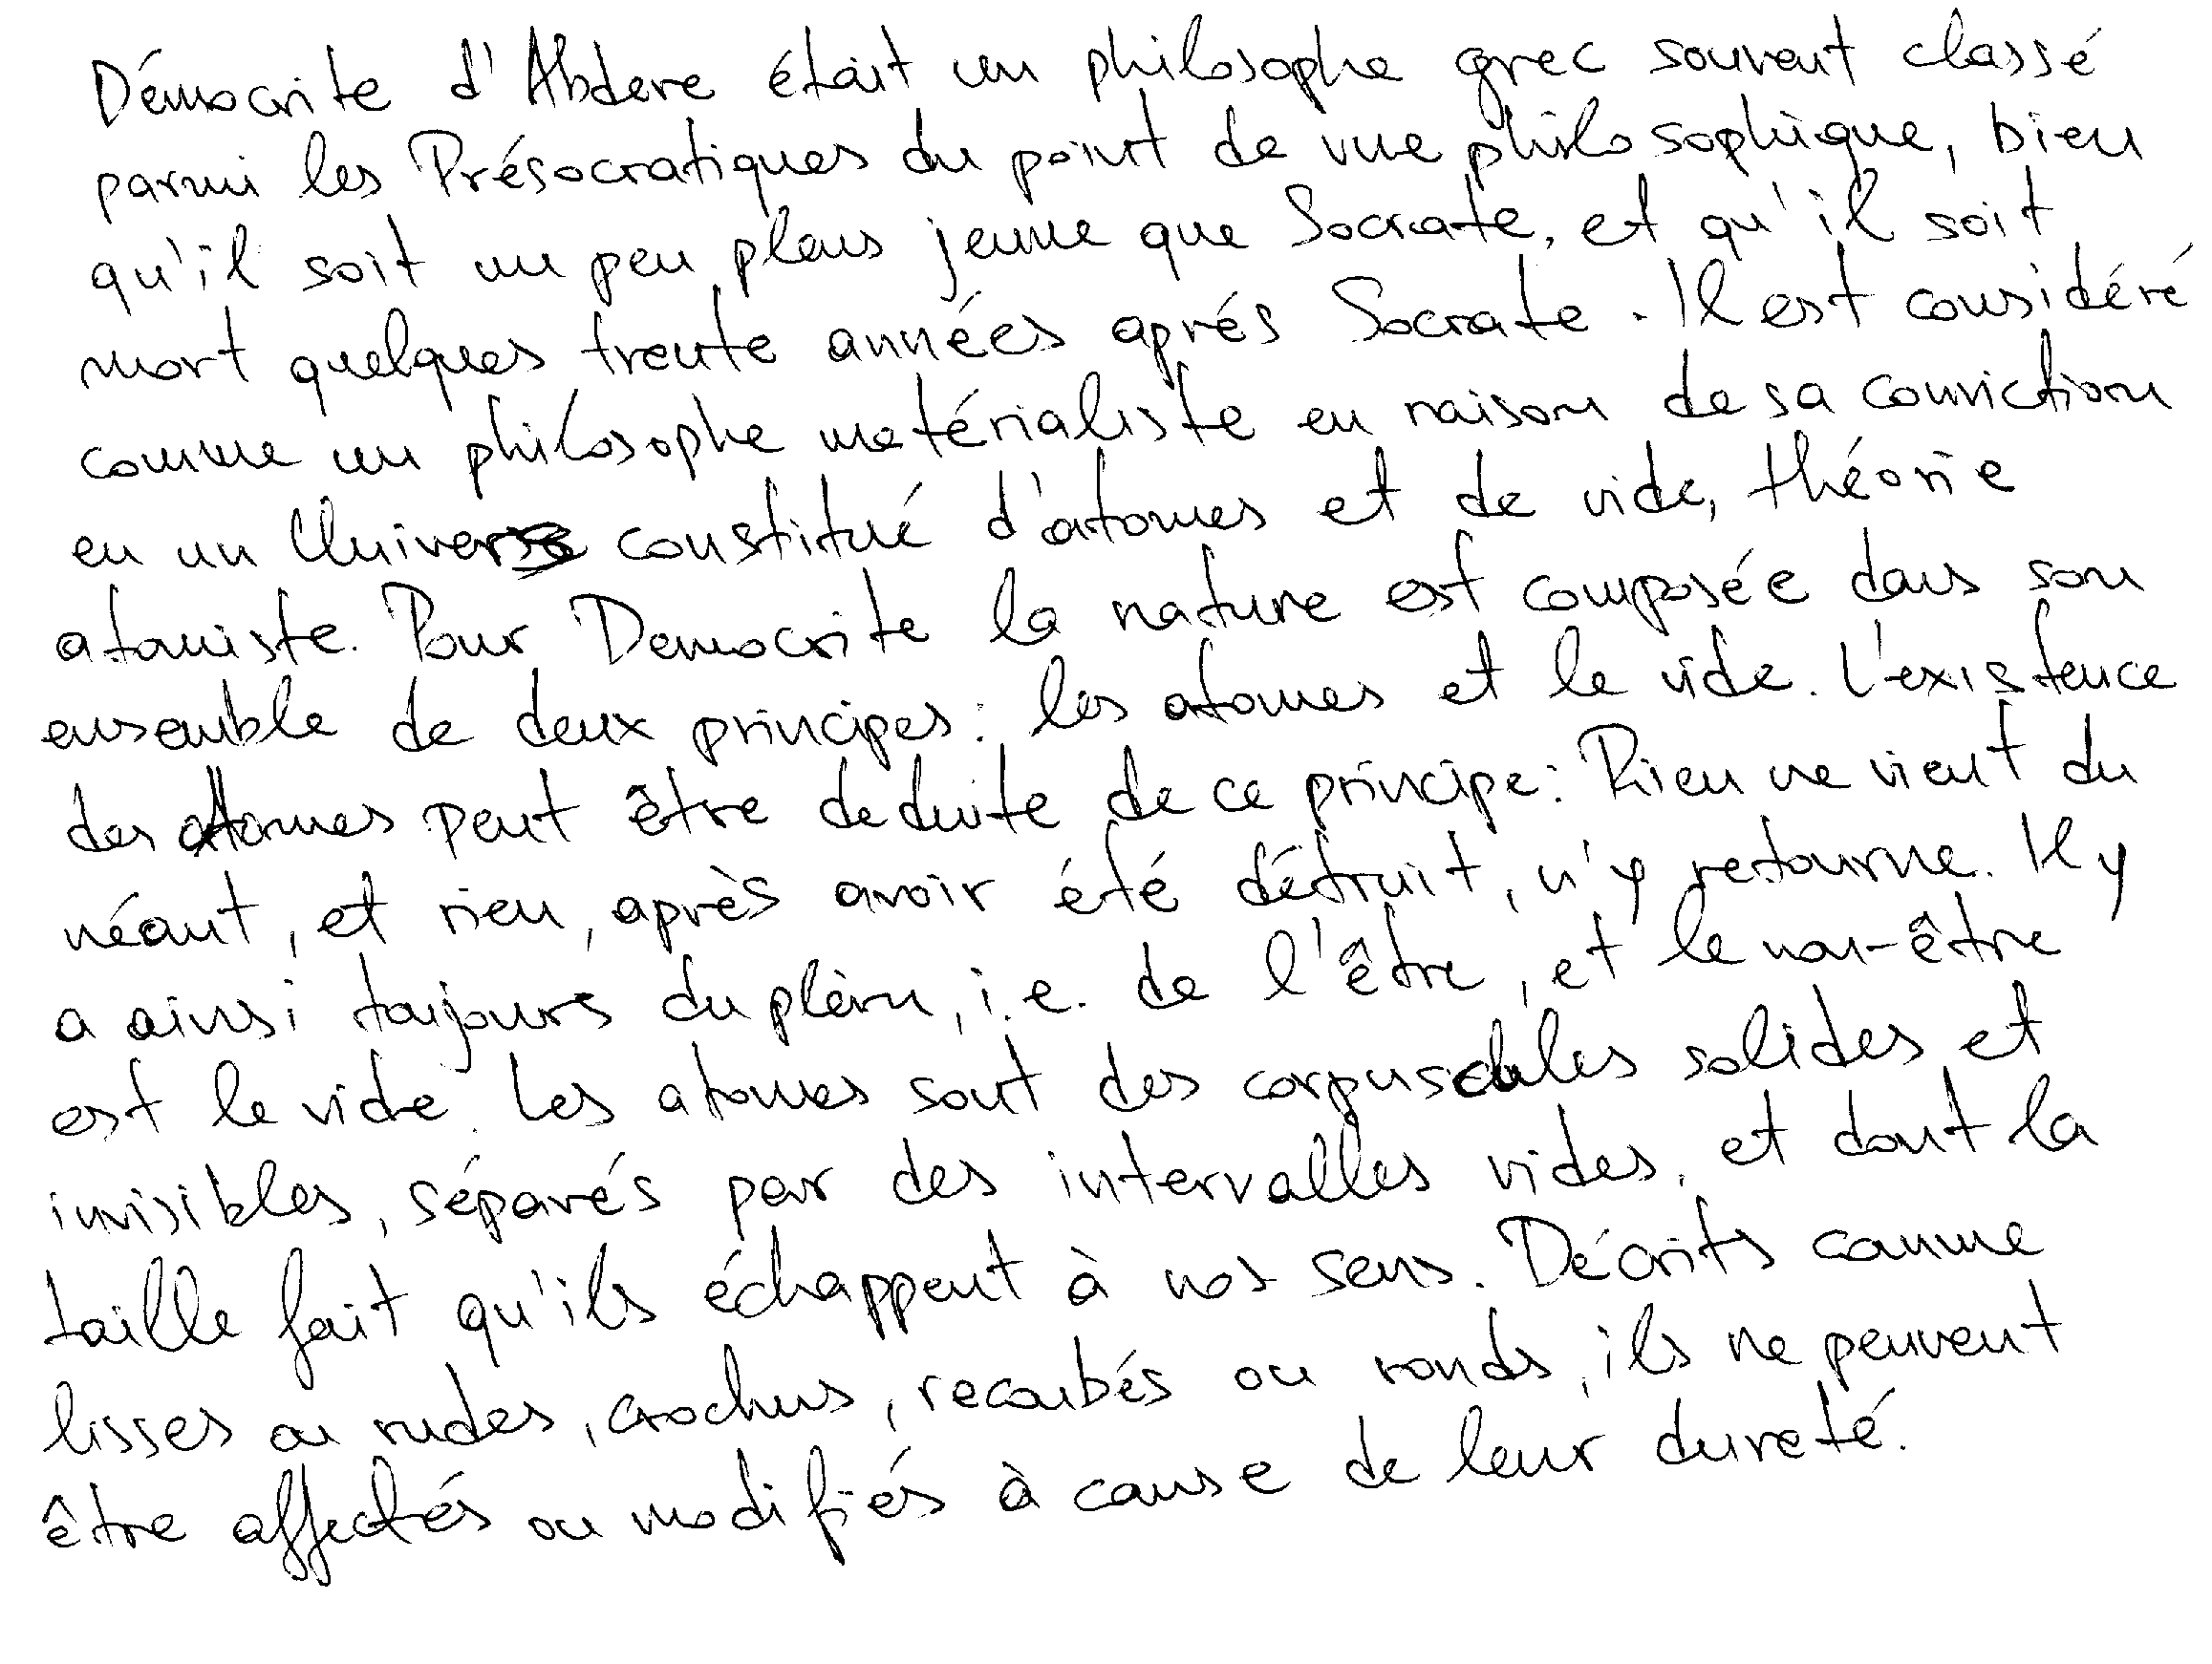 Démocrite d'Abdere était un philosophe grec souvent classé
parmi les Présocratiques du point de vue philosophique, bien
qu'il soit un peu plus jeune que Socrate, et qu'il soit
mort quelques trente années aprés Socrate. Il est considéré
comme un philosophe matérialiste en raison de sa conviction
en un Univers constitué d'atomes et de vide, théorie
atomiste. Pour Democrite la nature est composée dans son
ensemble de deux principes: les atomes et le vide. L'existence
des atomes peut être deduite de ce principe: Rien ne vient du
néant, et rien, après avoir été détruit, n'y retourne. Il y
a ainsi toujours du plein, i.e. de l'être, et le non-être
est le vide. Les atomes sont des corpuscules solides et
invisibles, séparés par des intervalles vides, et dont la
taille fait qu'ils échappent à nos sens. Décrits comme
lisses ou rudes, crochus, recoubés ou ronds, ils ne peuvent
être affectés ou modifiés à cause de leur dureté.